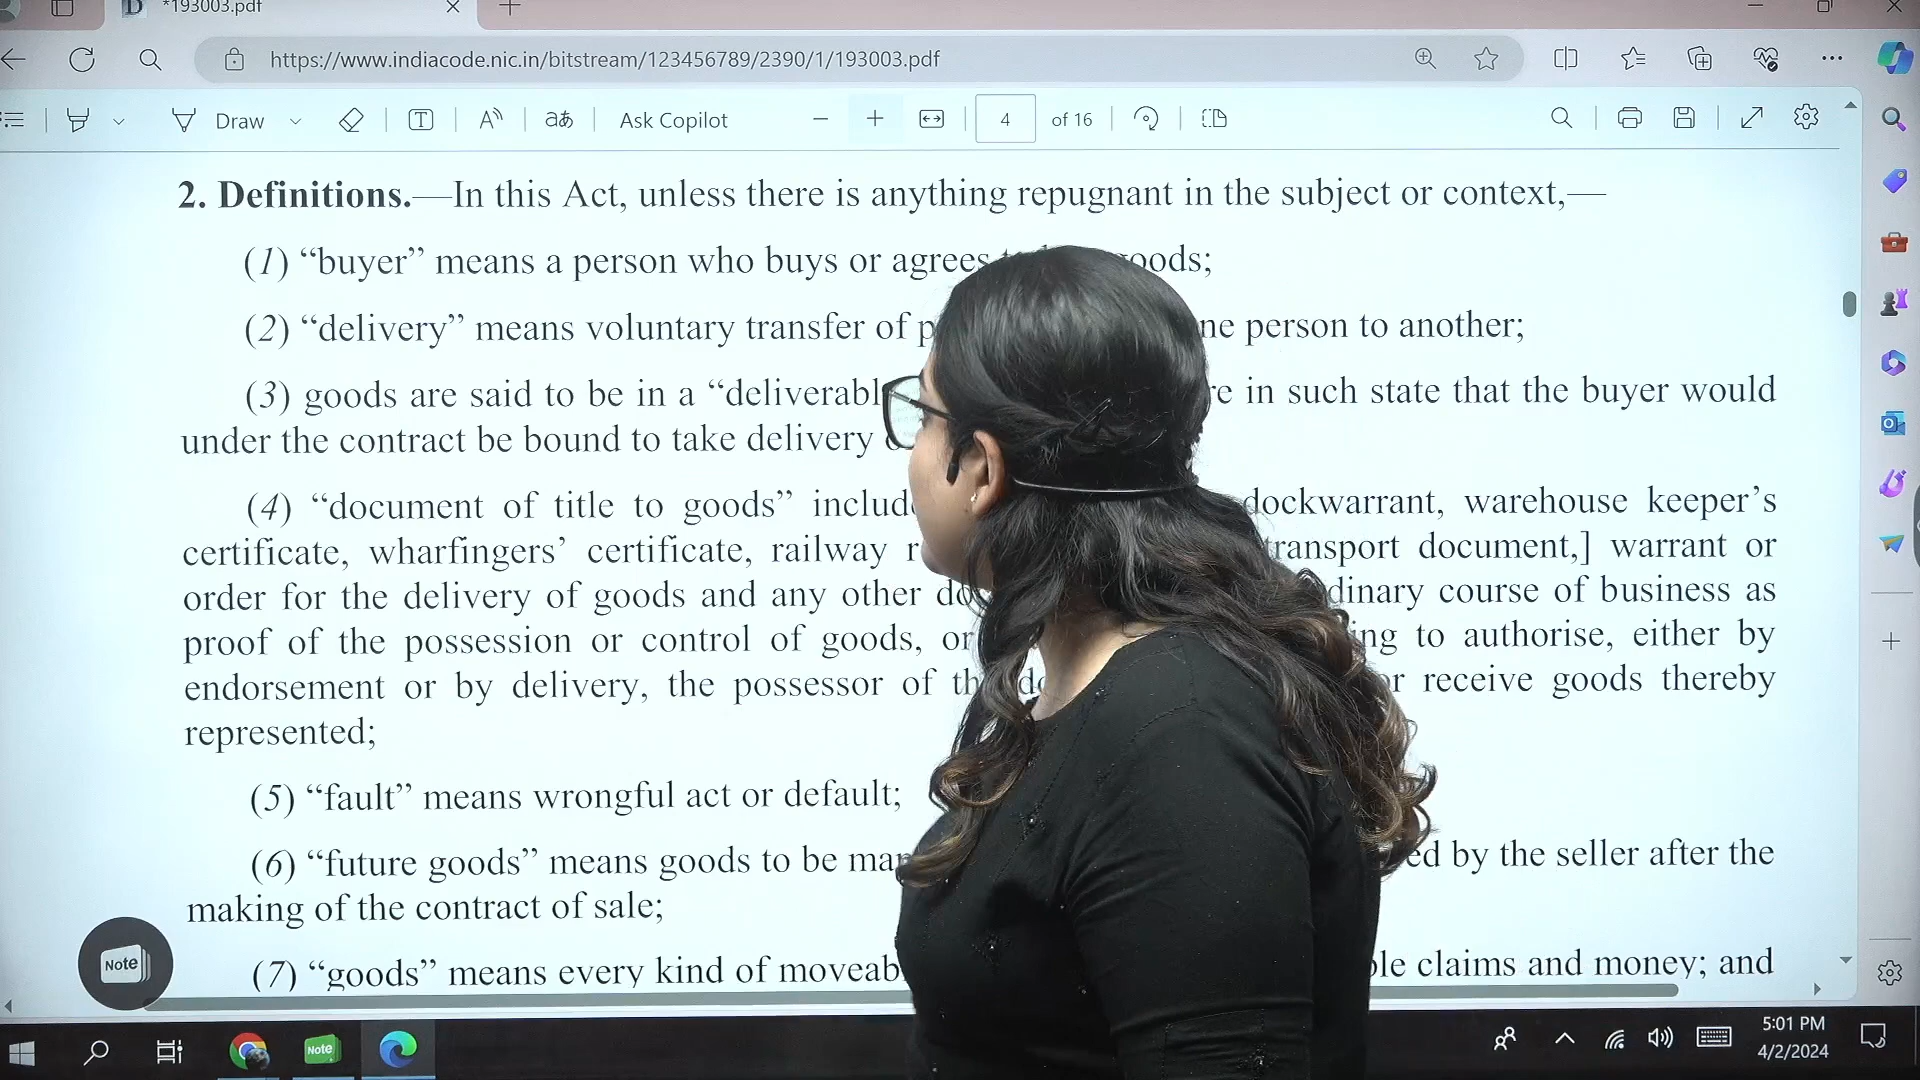 *193003.pdf
https://www.indiacode.nic.in/bitstream/123456789/2390/1/193003.pdf
Draw T A aあ Ask Copilot 4 of 16
2. Definitions.—In this Act, unless there is anything repugnant in the subject or context,—
(1) “buyer” means a person who buys or agrees goods;
(2) “delivery” means voluntary transfer of p ne person to another;
(3) goods are said to be in a “deliverabl re in such state that the buyer would
under the contract be bound to take delivery
(4) “document of title to goods” includ dockwarrant, warehouse keeper’s
certificate, wharfingers’ certificate, railway r transport document,] warrant or
order for the delivery of goods and any other do dinary course of business as
proof of the possession or control of goods, or ing to authorise, either by
endorsement or by delivery, the possessor of th do or receive goods thereby
represented;
(5) “fault” means wrongful act or default;
(6) “future goods” means goods to be man ed by the seller after the
making of the contract of sale;
(7) “goods” means every kind of moveab ble claims and money; and
Note
Note
5:01 PM
4/2/2024